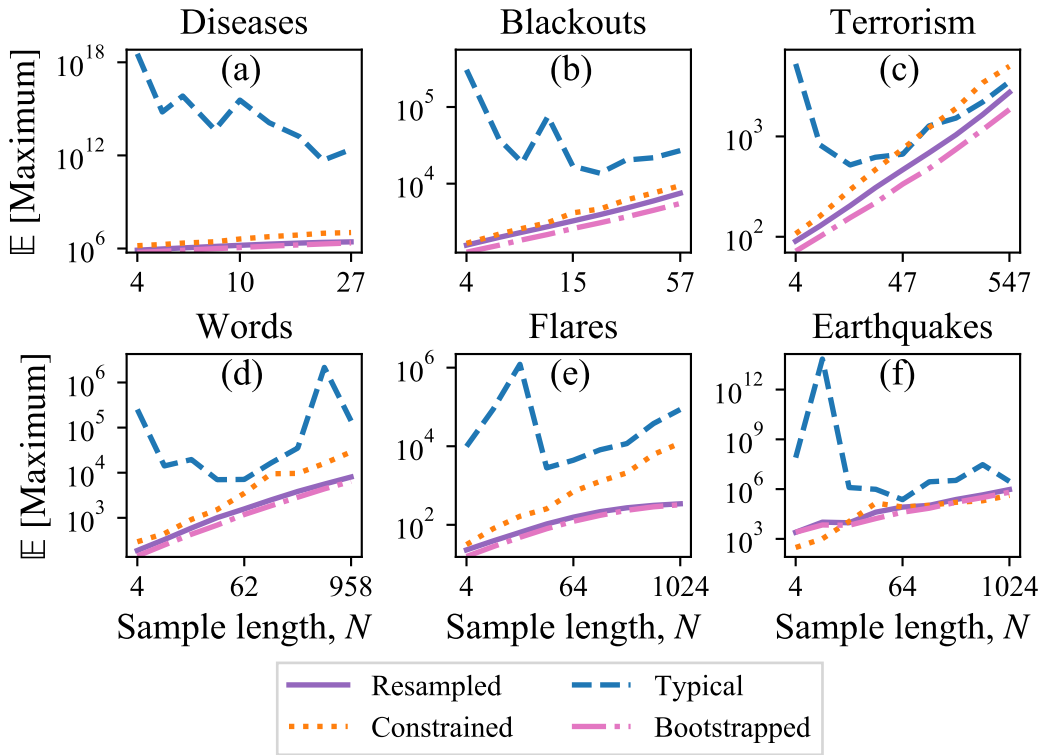 Diseases
Blackouts
Terrorism
𝔼 [Maximum]
10^18
10^12
10^6
(a)
4
10
27
10^5
10^4
(b)
4
15
57
10^3
10^2
(c)
4
47
547
Words
Flares
Earthquakes
𝔼 [Maximum]
10^6
10^5
10^4
10^3
(d)
4
62
958
10^6
10^4
10^2
(e)
4
64
1024
10^12
10^9
10^6
10^3
(f)
4
64
1024
Sample length, N
Sample length, N
Sample length, N
Resampled
Typical
Constrained
Bootstrapped